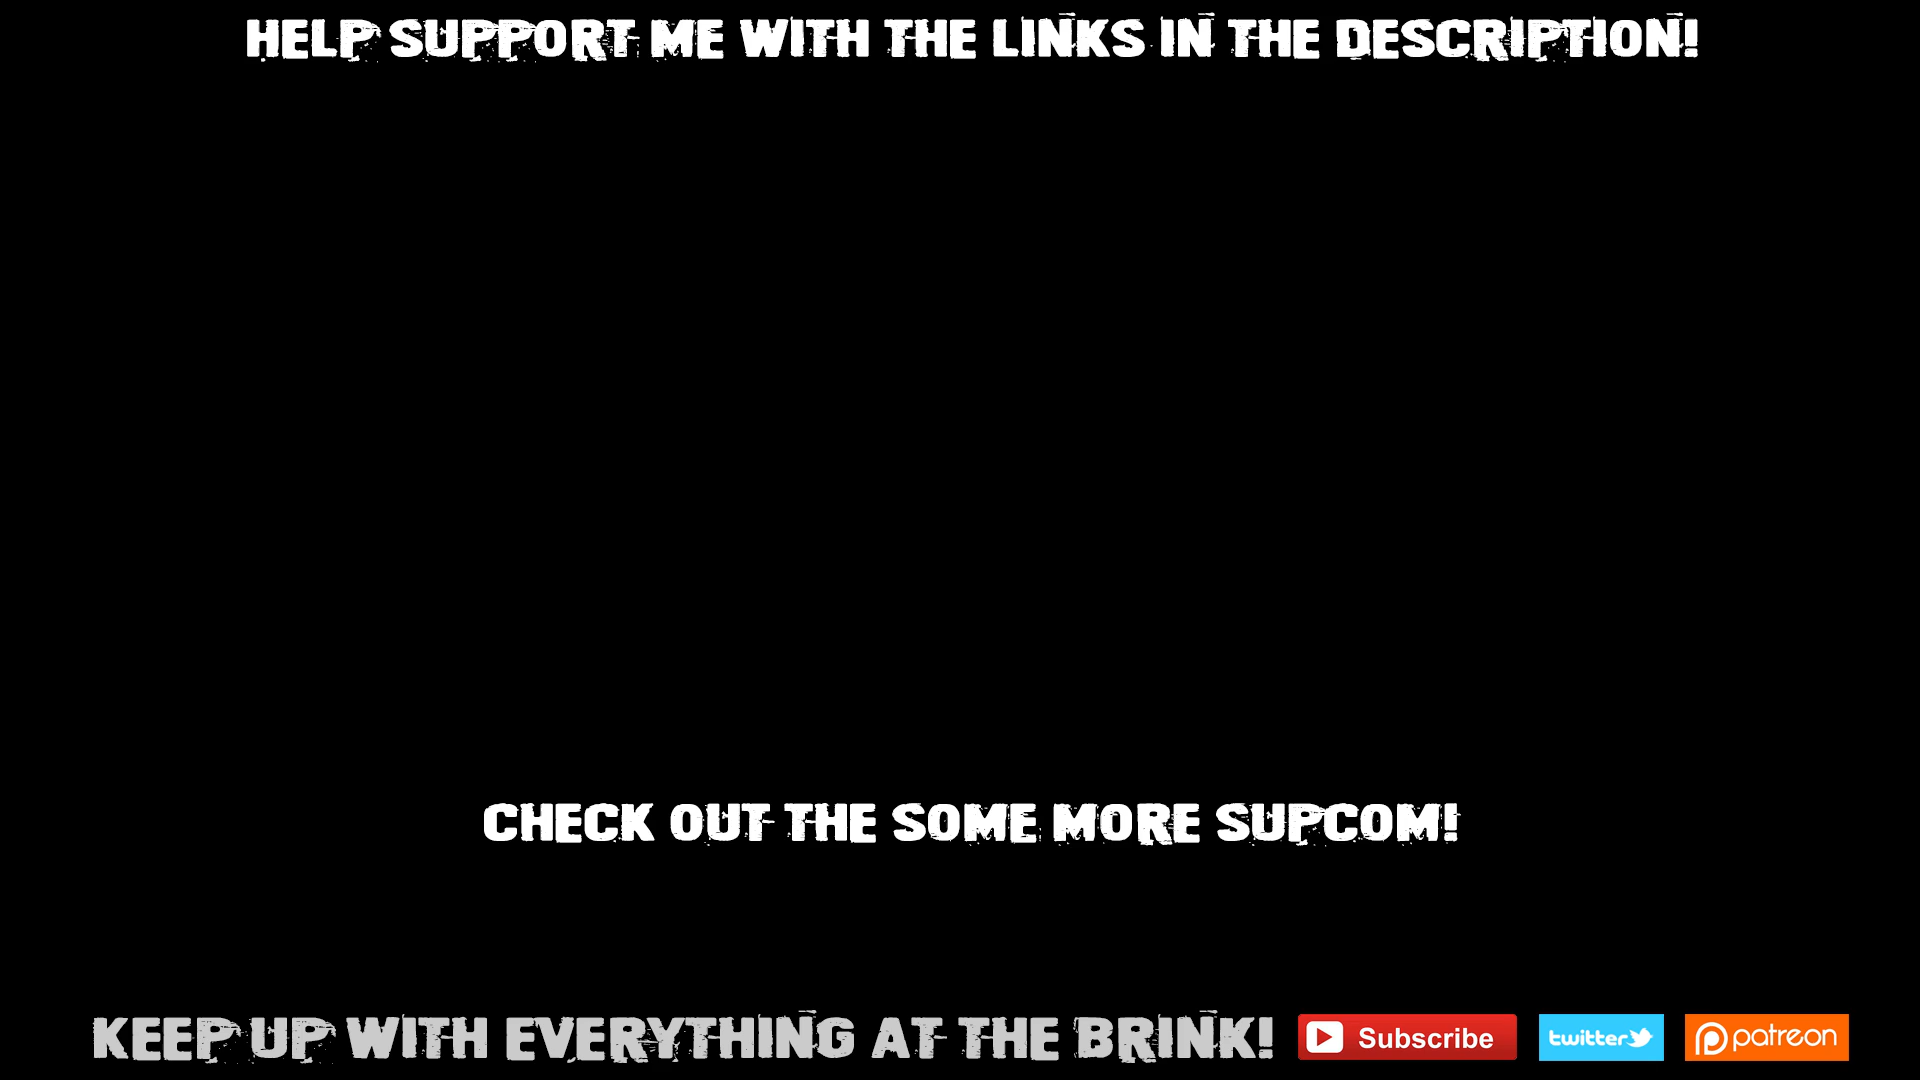 HELP SUPPORT ME WITH THE LINKS IN THE DESCRIPTION!
CHECK OUT THE SOME MORE SUPCOM!
KEEP UP WITH EVERYTHING AT THE BRINK! Subscribe twitter patreon